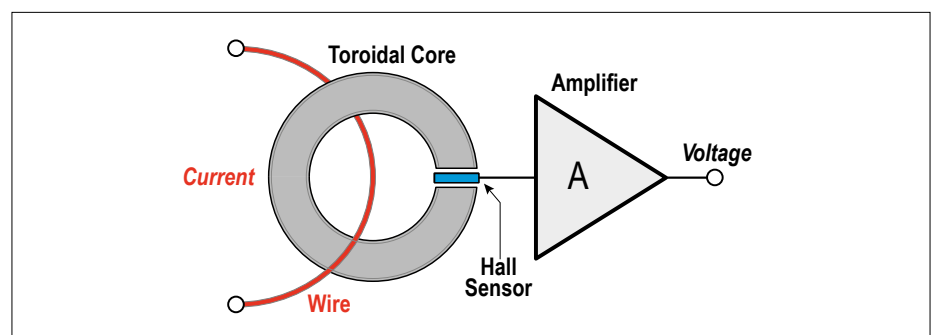 Toroidal Core
Amplifier
Current
A
Voltage
Hall
Sensor
Wire